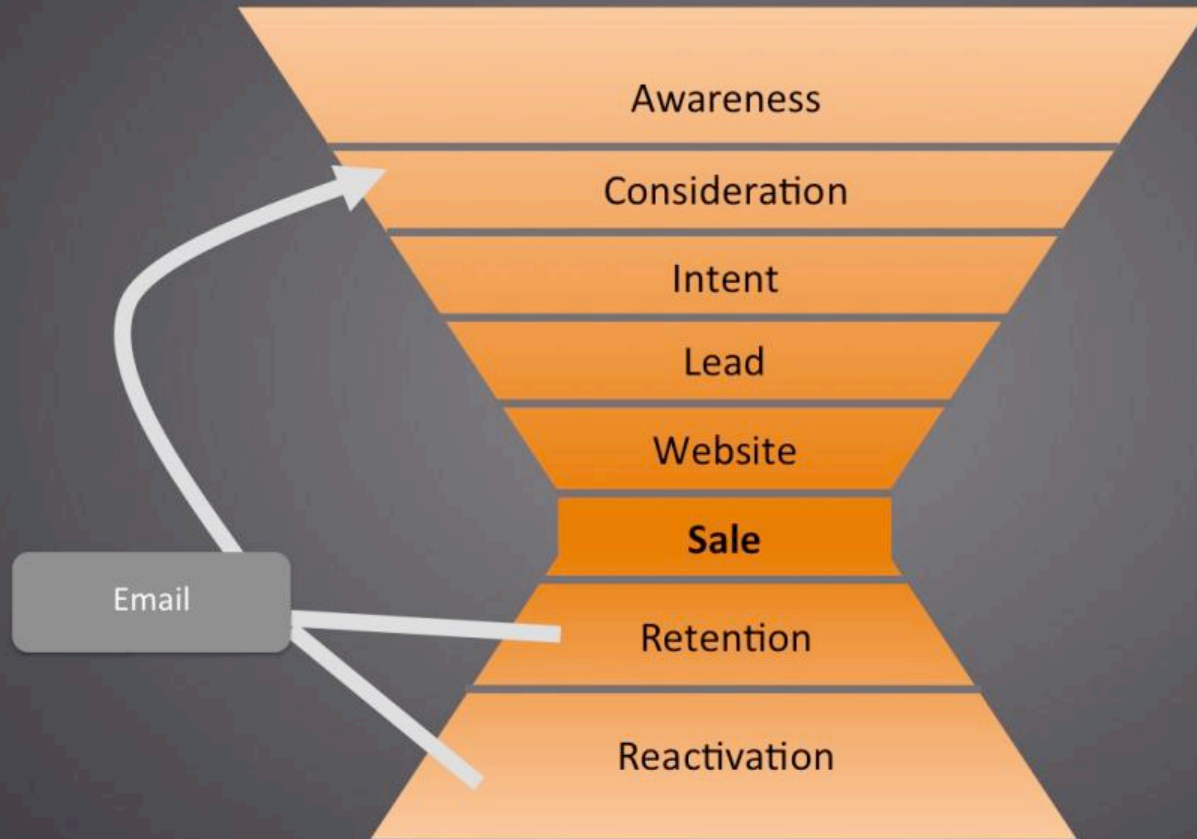 Awareness
Consideration
Intent
Lead
Website
Sale
Email
Retention
Reactivation